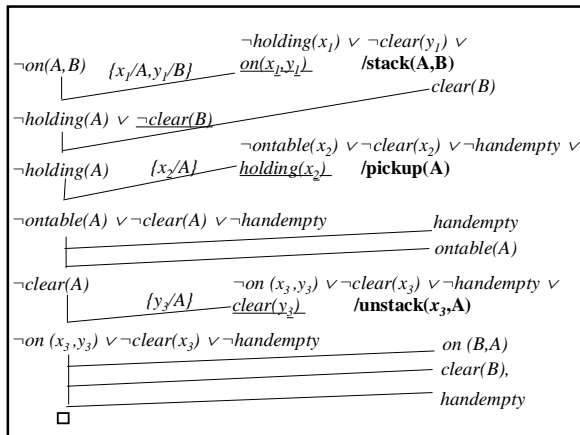 ¬holding(x1) ∨ ¬clear(y1) ∨
¬on(A,B) {x1/A,y1/B} on(x1,y1) /stack(A,B)
clear(B)
¬holding(A) ∨ ¬clear(B)
¬ontable(x2) ∨ ¬clear(x2) ∨ ¬handempty ∨
¬holding(A) {x2/A} holding(x2) /pickup(A)
¬ontable(A) ∨ ¬clear(A) ∨ ¬handempty handempty
ontable(A)
¬clear(A) ¬on (x3,y3) ∨ ¬clear(x3) ∨ ¬handempty ∨
{y3/A} clear(y3) /unstack(x3,A)
¬on (x3,y3) ∨ ¬clear(x3) ∨ ¬handempty on (B,A)
clear(B),
handempty